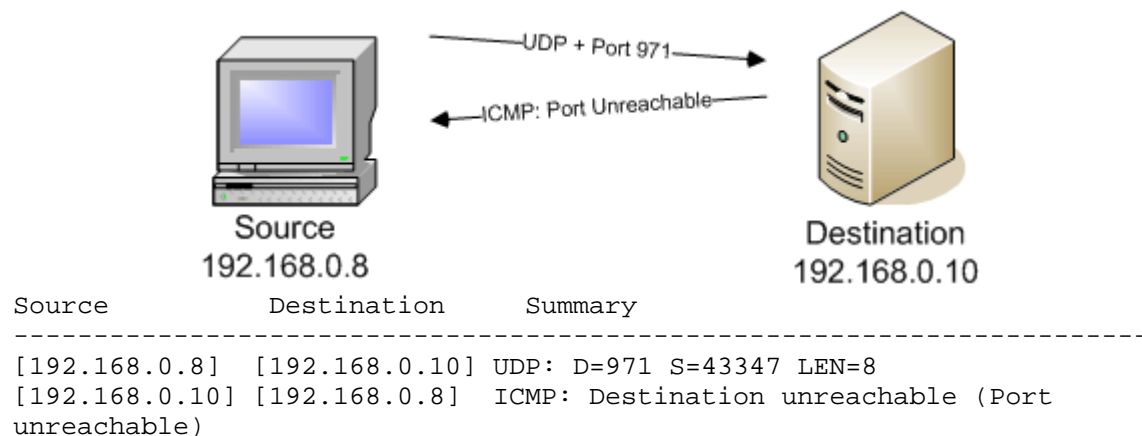 UDP + Port 971
ICMP: Port Unreachable
Source
192.168.0.8
Destination
192.168.0.10
Source Destination Summary
--------------------------------------------------------------------------
[192.168.0.8] [192.168.0.10] UDP: D=971 S=43347 LEN=8
[192.168.0.10] [192.168.0.8] ICMP: Destination unreachable (Port
unreachable)